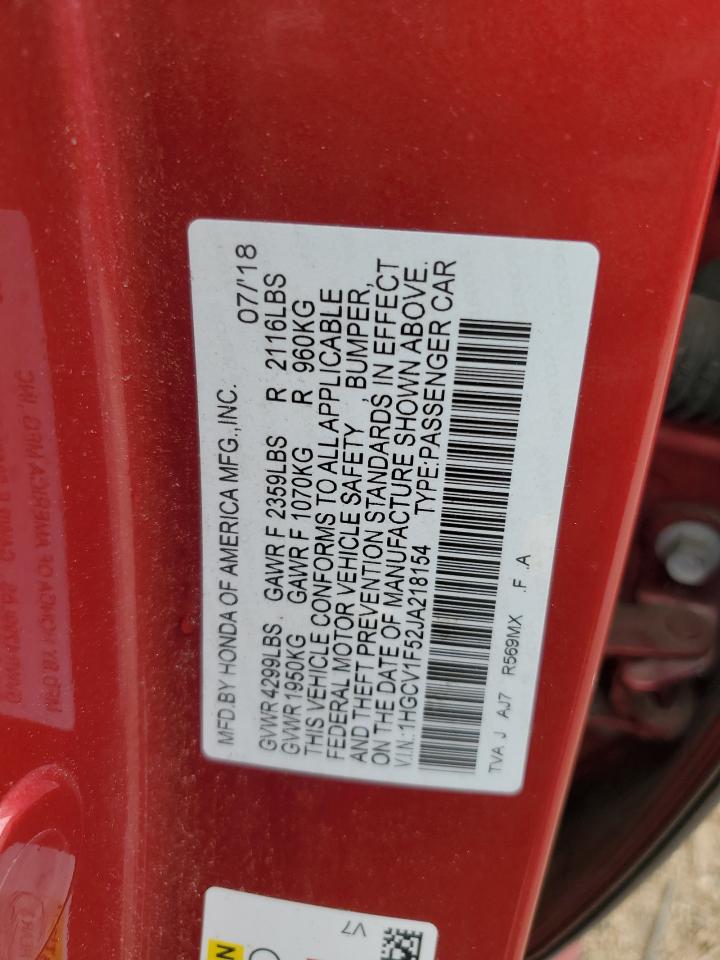 MFD.BY HONDA OF AMERICA MFG.,INC. 07/'18
GVWR 4299LBS GAWR F 2359LBS R 2116LBS
GVWR 1950KG GAWR F 1070KG R 960KG
THIS VEHICLE CONFORMS TO ALL APPLICABLE
FEDERAL MOTOR VEHICLE SAFETY , BUMPER,
AND THEFT PREVENTION STANDARDS IN EFFECT
ON THE DATE OF MANUFACTURE SHOWN ABOVE.
V.I.N.:1HGCV1F52JA218154 TYPE:PASSENGER CAR
TVA J AJ7 R569MX .F .A
V7